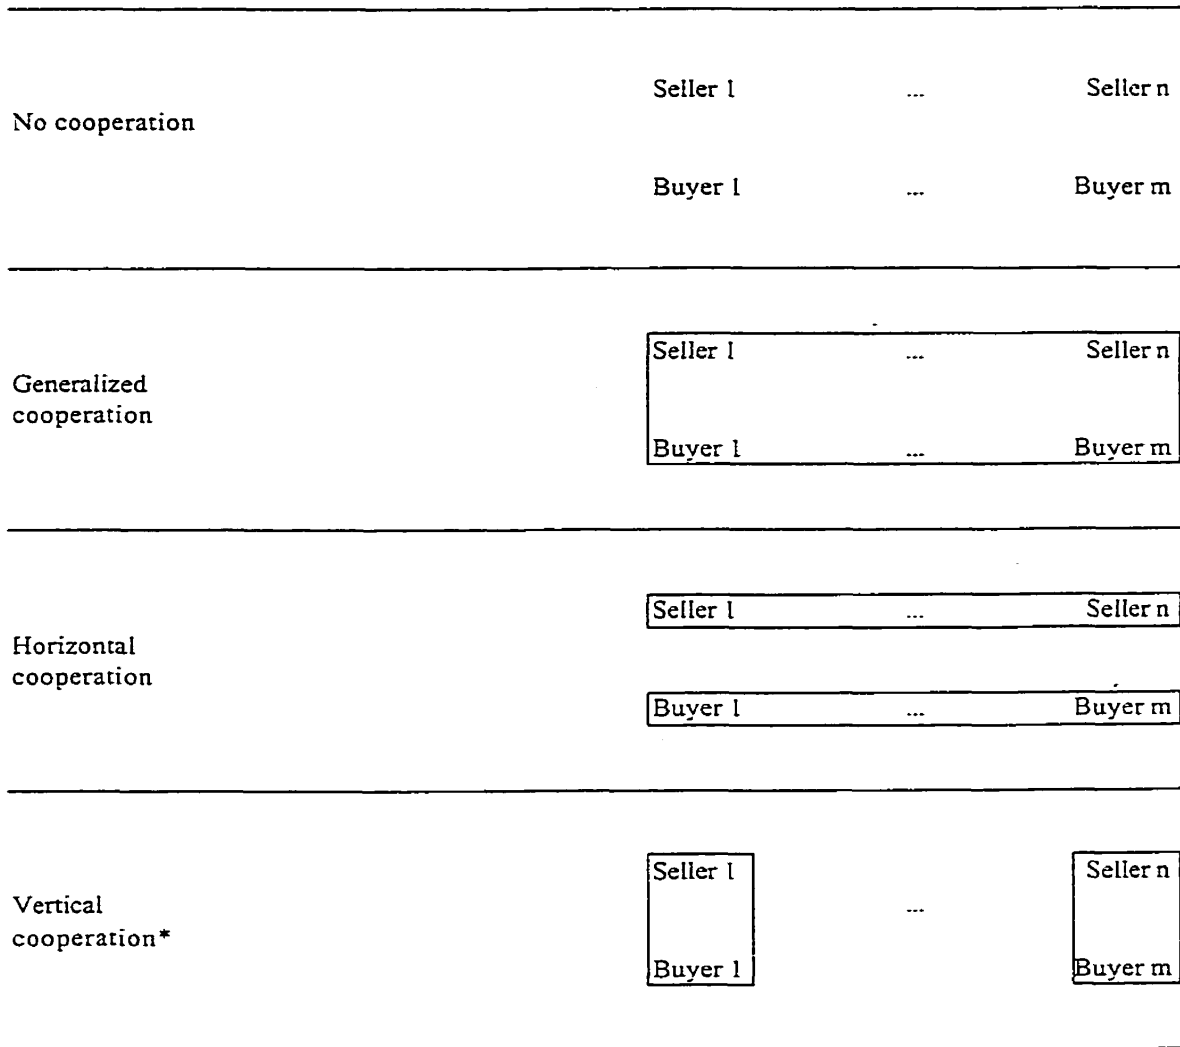 Seller 1 ... Seller n
No cooperation
Buyer 1 ... Buyer m
Seller 1 ... Seller n
Generalized
cooperation
Buyer 1 ... Buyer m
Seller 1 ... Seller n
Horizontal
cooperation
Buyer 1 ... Buyer m
Seller 1 Seller n
Vertical
...
cooperation*
Buyer 1 Buyer m